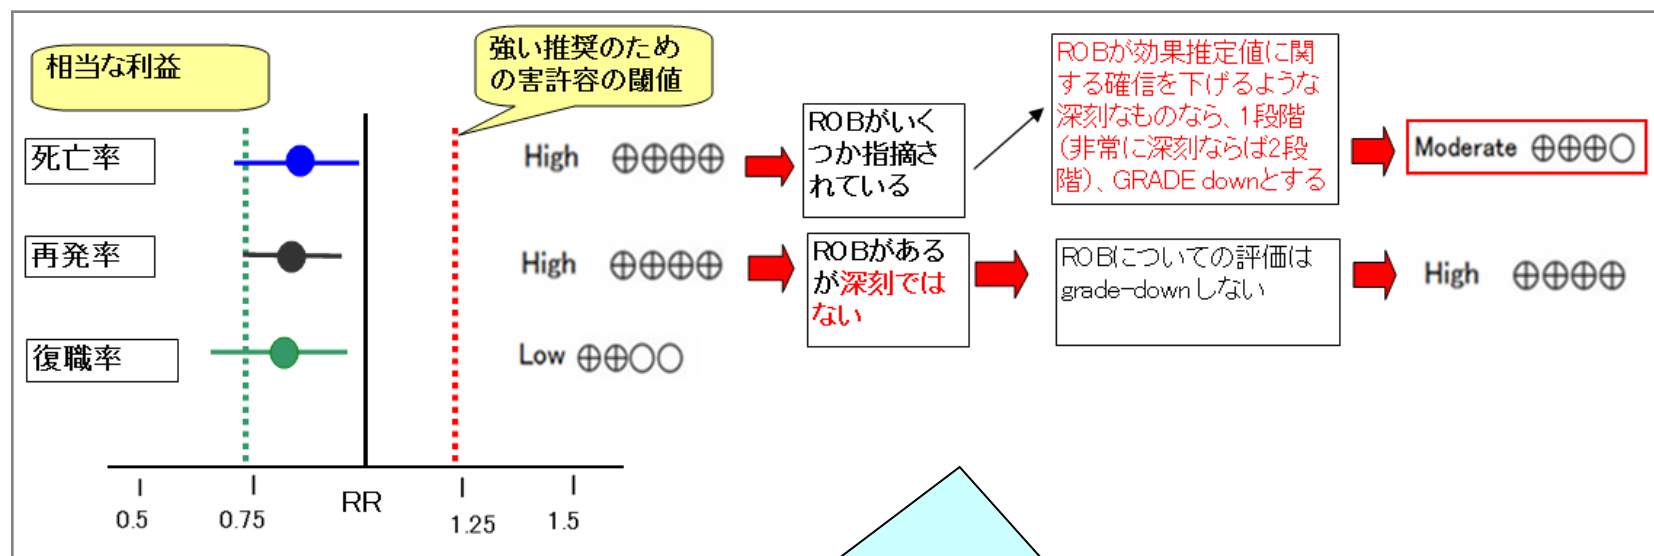 相当な利益
強い推奨のため
の害許容の閾値
死亡率
High ⊕⊕⊕⊕
ROBがいく
つか指摘さ
れている
ROBが効果推定値に関
する確信を下げるような
深刻なものなら、1段階
(非常に深刻ならば2段
階)、GRADE downとする
Moderate ⊕⊕⊕○
再発率
High ⊕⊕⊕⊕
ROBがある
が深刻では
ない
ROBについての評価は
grade-downしない
High ⊕⊕⊕⊕
復職率
Low ⊕⊕○○
0.5
0.75
RR
1.25
1.5